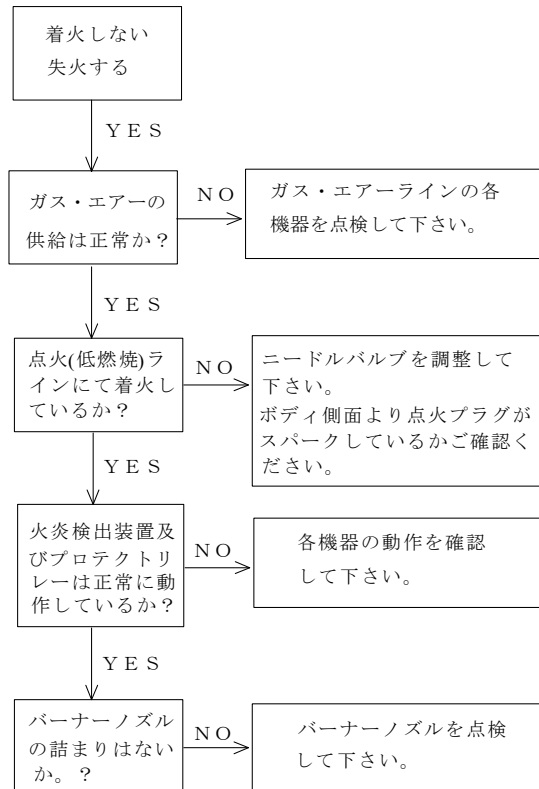 着火しない
失火する
ＹＥＳ
ガス・エアーの
供給は正常か？
ＮＯ
ガス・エアーラインの各
機器を点検して下さい。
ＹＥＳ
点火(低燃焼)ラ
インにて着火し
ているか？
ＮＯ
ニードルバルブを調整して
下さい。
ボディ側面より点火プラグが
スパークしているかご確認く
ださい。
ＹＥＳ
火炎検出装置及
びプロテクトリ
レーは正常に動
作しているか？
ＮＯ
各機器の動作を確認
して下さい。
ＹＥＳ
バーナーノズル
の詰まりはない
か。？
ＮＯ
バーナーノズルを点検
して下さい。